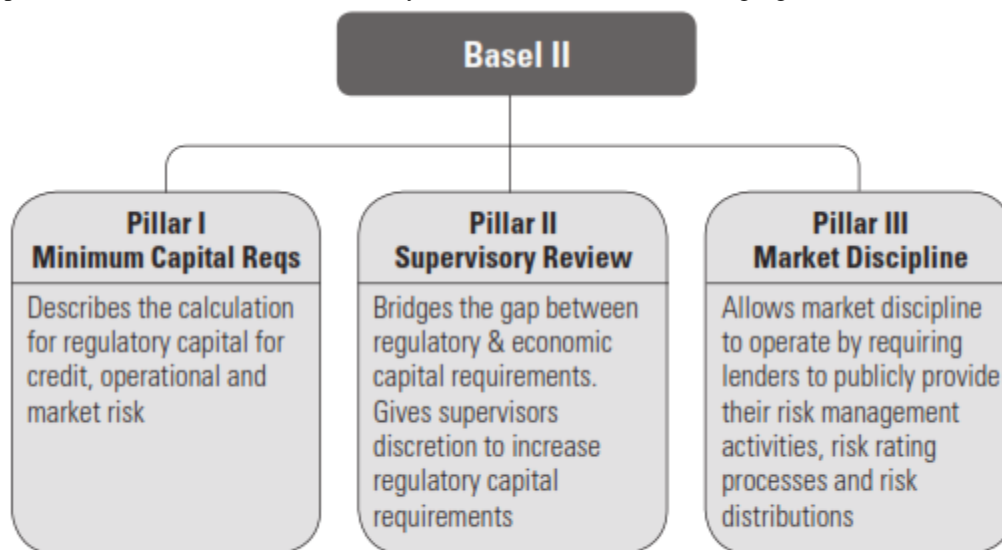 Basel II
Pillar I
Minimum Capital Reqs
Describes the calculation
for regulatory capital for
credit, operational and
market risk
Pillar II
Supervisory Review
Bridges the gap between
regulatory & economic
capital requirements.
Gives supervisors
discretion to increase
regulatory capital
requirements
Pillar III
Market Discipline
Allows market discipline
to operate by requiring
lenders to publicly provide
their risk management
activities, risk rating
processes and risk
distributions